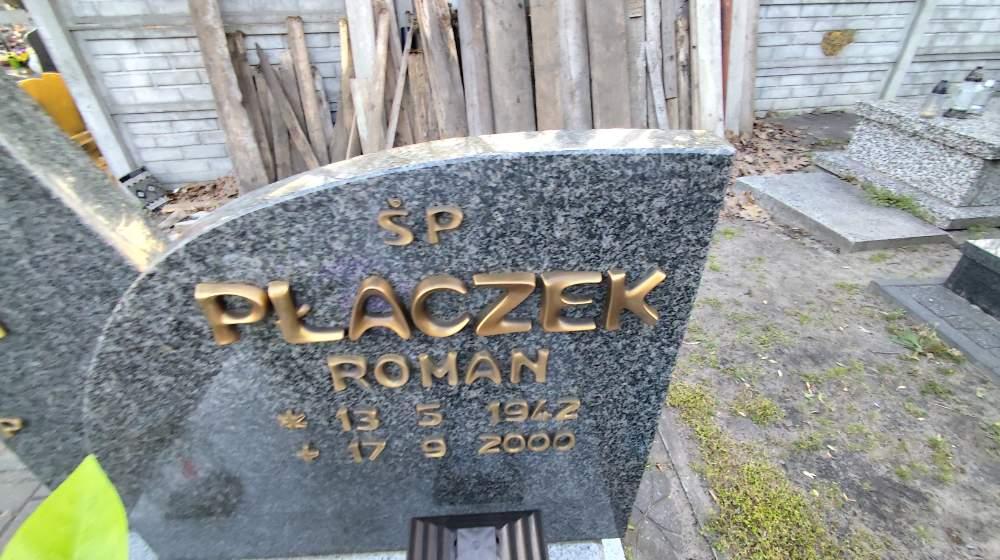 ŚP
PŁACZEK
ROMAN
* 13 5 1942
+ 17 9 2000